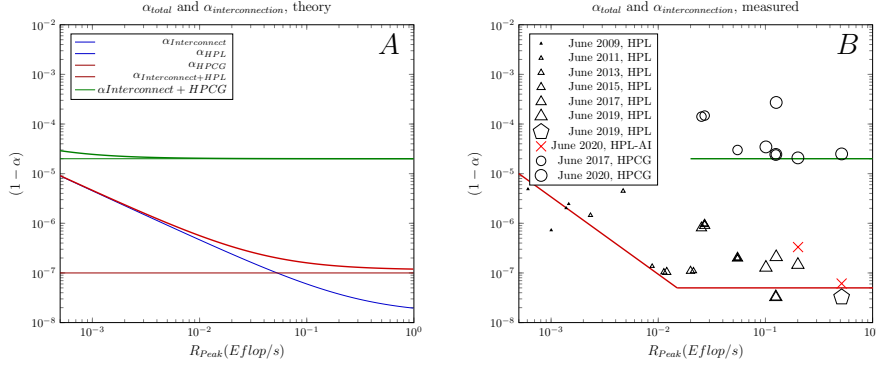 α_total and α_interconnection, theory
10^−2
10^−3
10^−4
10^−5
10^−6
10^−7
10^−8
(1 − α)
α_Interconnect
α_HPL
α_HPCG
α_Interconnect+HPL
αInterconnect + HPCG
A
10^−3
10^−2
10^−1
10^0
R_Peak(Eflop/s)
α_total and α_interconnection, measured
10^−2
10^−3
10^−4
10^−5
10^−6
10^−7
10^−8
(1 − α)
June 2009, HPL
June 2011, HPL
June 2013, HPL
June 2015, HPL
June 2017, HPL
June 2019, HPL
June 2019, HPL
June 2020, HPL-AI
June 2017, HPCG
June 2020, HPCG
B
10^−3
10^−2
10^−1
10^0
R_Peak(Eflop/s)